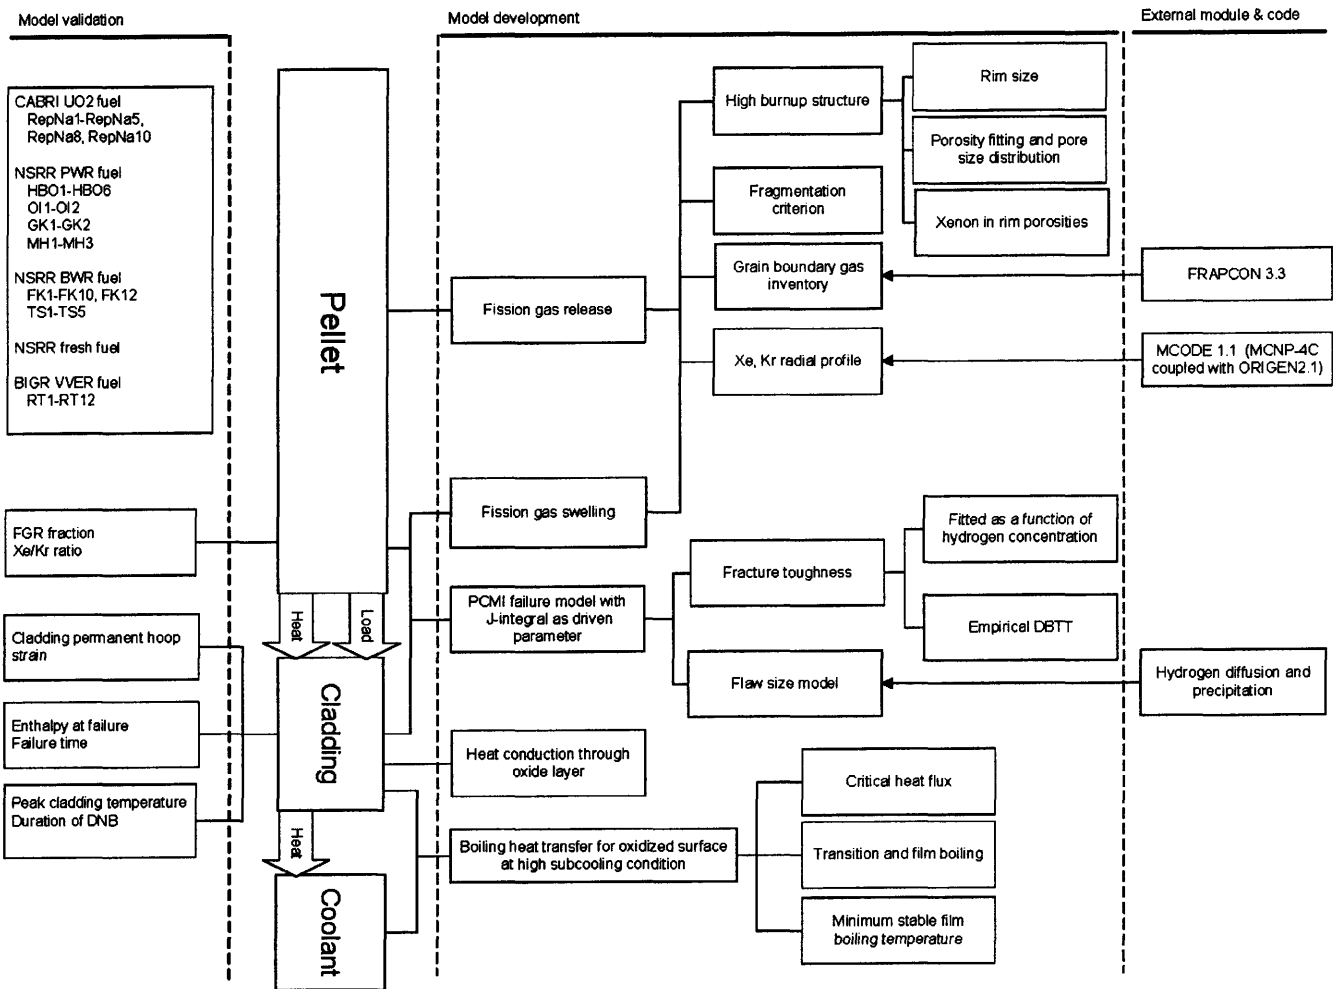 Model validation
Model development
External module & code
CABRI UO2 fuel
RepNa1-RepNa5,
RepNa8, RepNa10
NSRR PWR fuel
HBO1-HBO6
OI1-OI2
GK1-GK2
MH1-MH3
NSRR BWR fuel
FK1-FK10, FK12
TS1-TS5
NSRR fresh fuel
BIGR VVER fuel
RT1-RT12
FGR fraction
Xe/Kr ratio
Cladding permanent hoop
strain
Enthalpy at failure
Failure time
Peak cladding temperature
Duration of DNB
Pellet
Heat
Load
Cladding
Heat
Coolant
Fission gas release
Fission gas swelling
PCMI failure model with
J-integral as driven
parameter
Heat conduction through
oxide layer
Boiling heat transfer for oxidized surface
at high subcooling condition
High burnup structure
Fragmentation
criterion
Grain boundary gas
inventory
Xe, Kr radial profile
Rim size
Porosity fitting and pore
size distribution
Xenon in rim porosities
Fracture toughness
Flaw size model
Fitted as a function of
hydrogen concentration
Empirical DBTT
Critical heat flux
Transition and film boiling
Minimum stable film
boiling temperature
FRAPCON 3.3
MCODE 1.1 (MCNP-4C
coupled with ORIGEN2.1)
Hydrogen diffusion and
precipitation